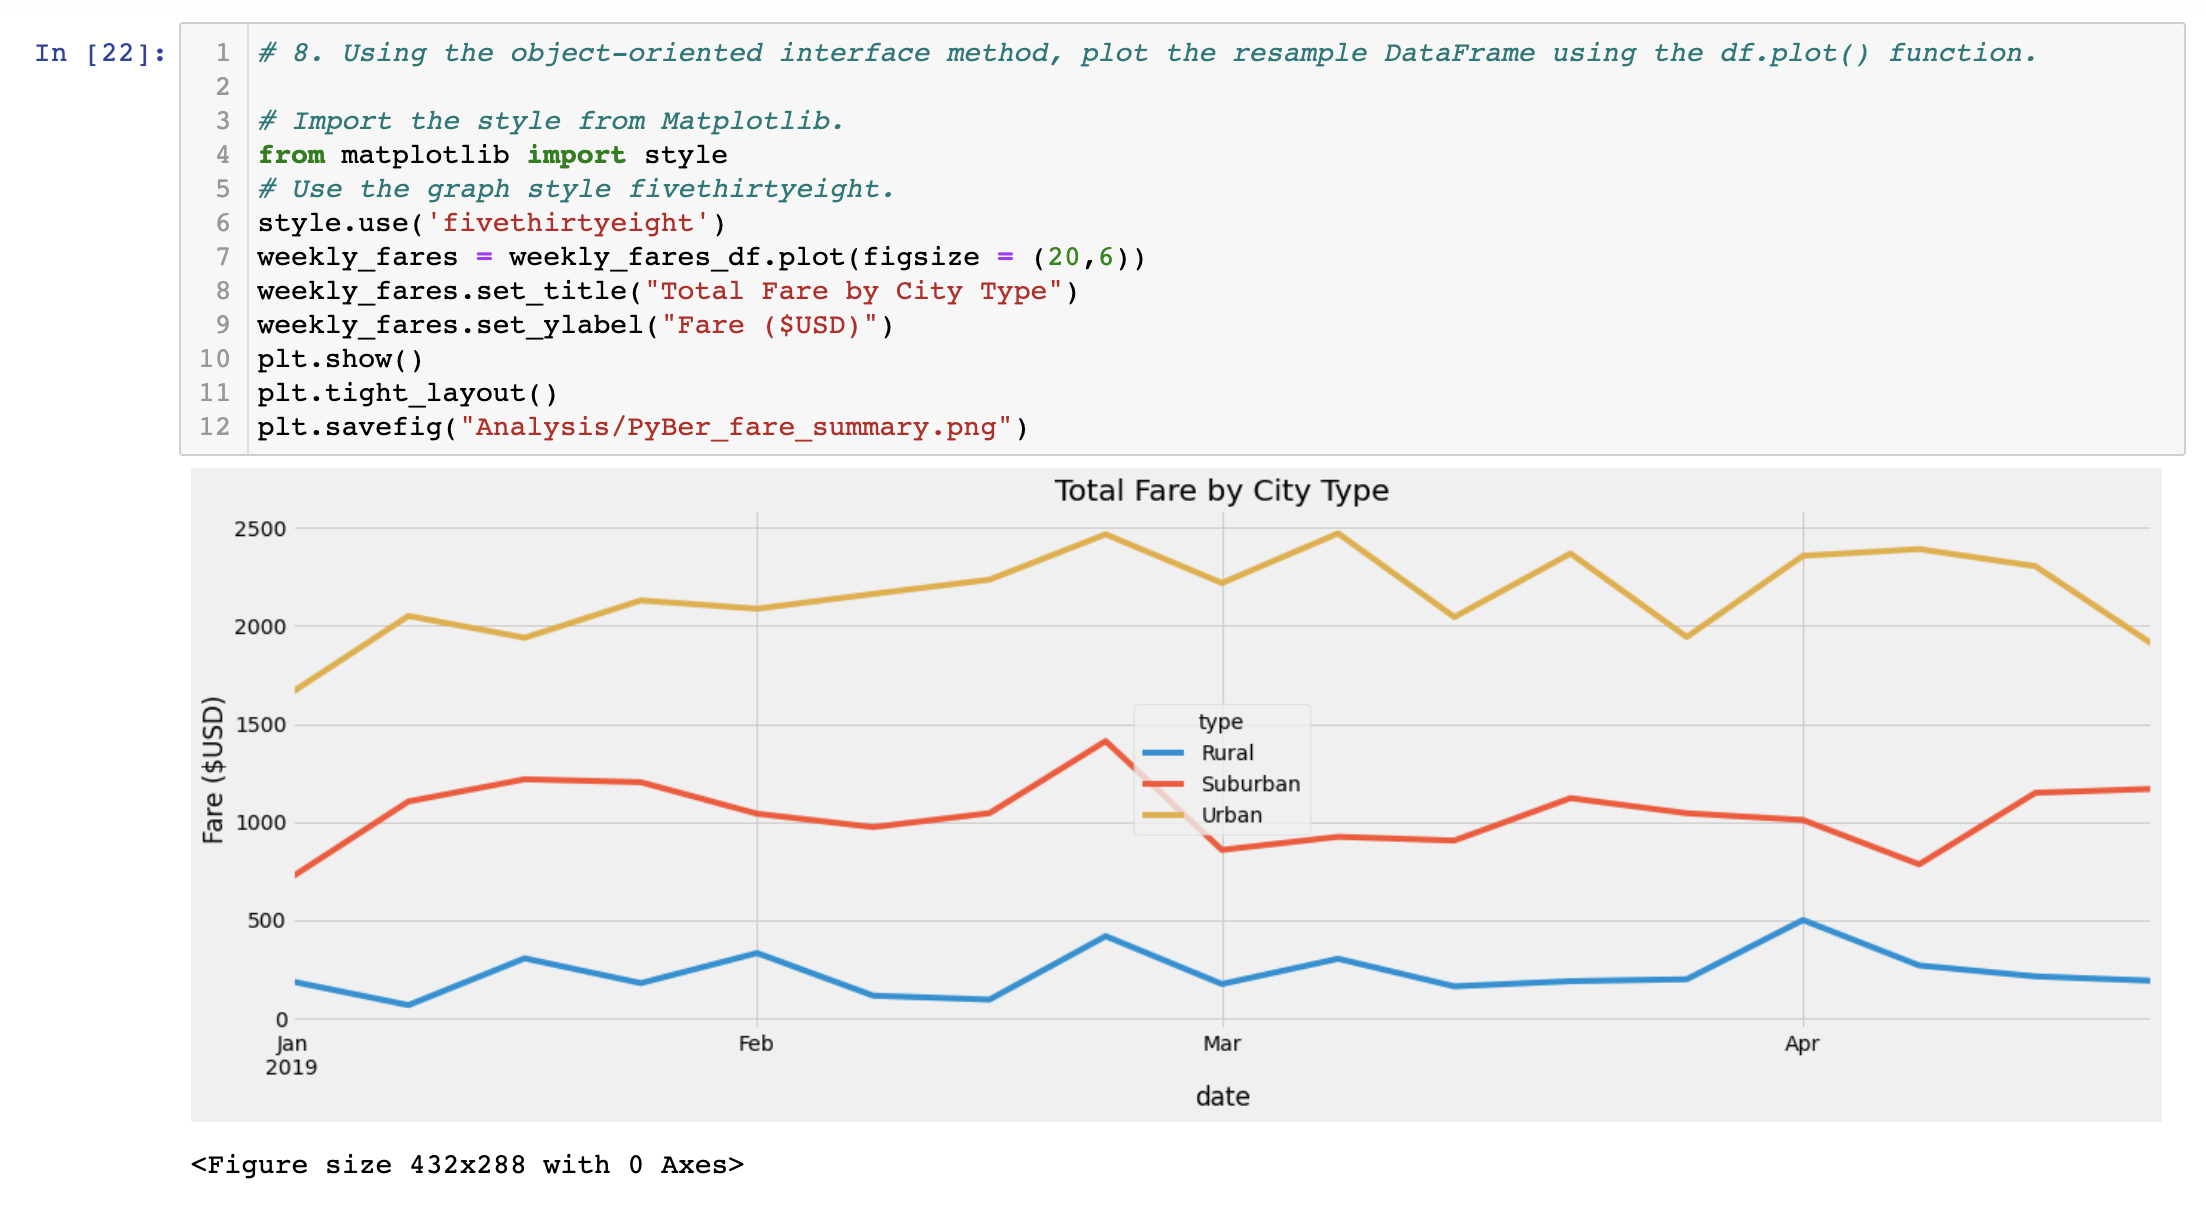 In [22]:
1 # 8. Using the object-oriented interface method, plot the resample DataFrame using the df.plot() function.
2
3 # Import the style from Matplotlib.
4 from matplotlib import style
5 # Use the graph style fivethirtyeight.
6 style.use('fivethirtyeight')
7 weekly_fares = weekly_fares_df.plot(figsize = (20,6))
8 weekly_fares.set_title("Total Fare by City Type")
9 weekly_fares.set_ylabel("Fare ($USD)")
10 plt.show()
11 plt.tight_layout()
12 plt.savefig("Analysis/PyBer_fare_summary.png")
Total Fare by City Type
Fare ($USD)
2500
2000
1500
1000
500
0
type
Rural
Suburban
Urban
Jan Feb Mar Apr
2019
date
<Figure size 432x288 with 0 Axes>